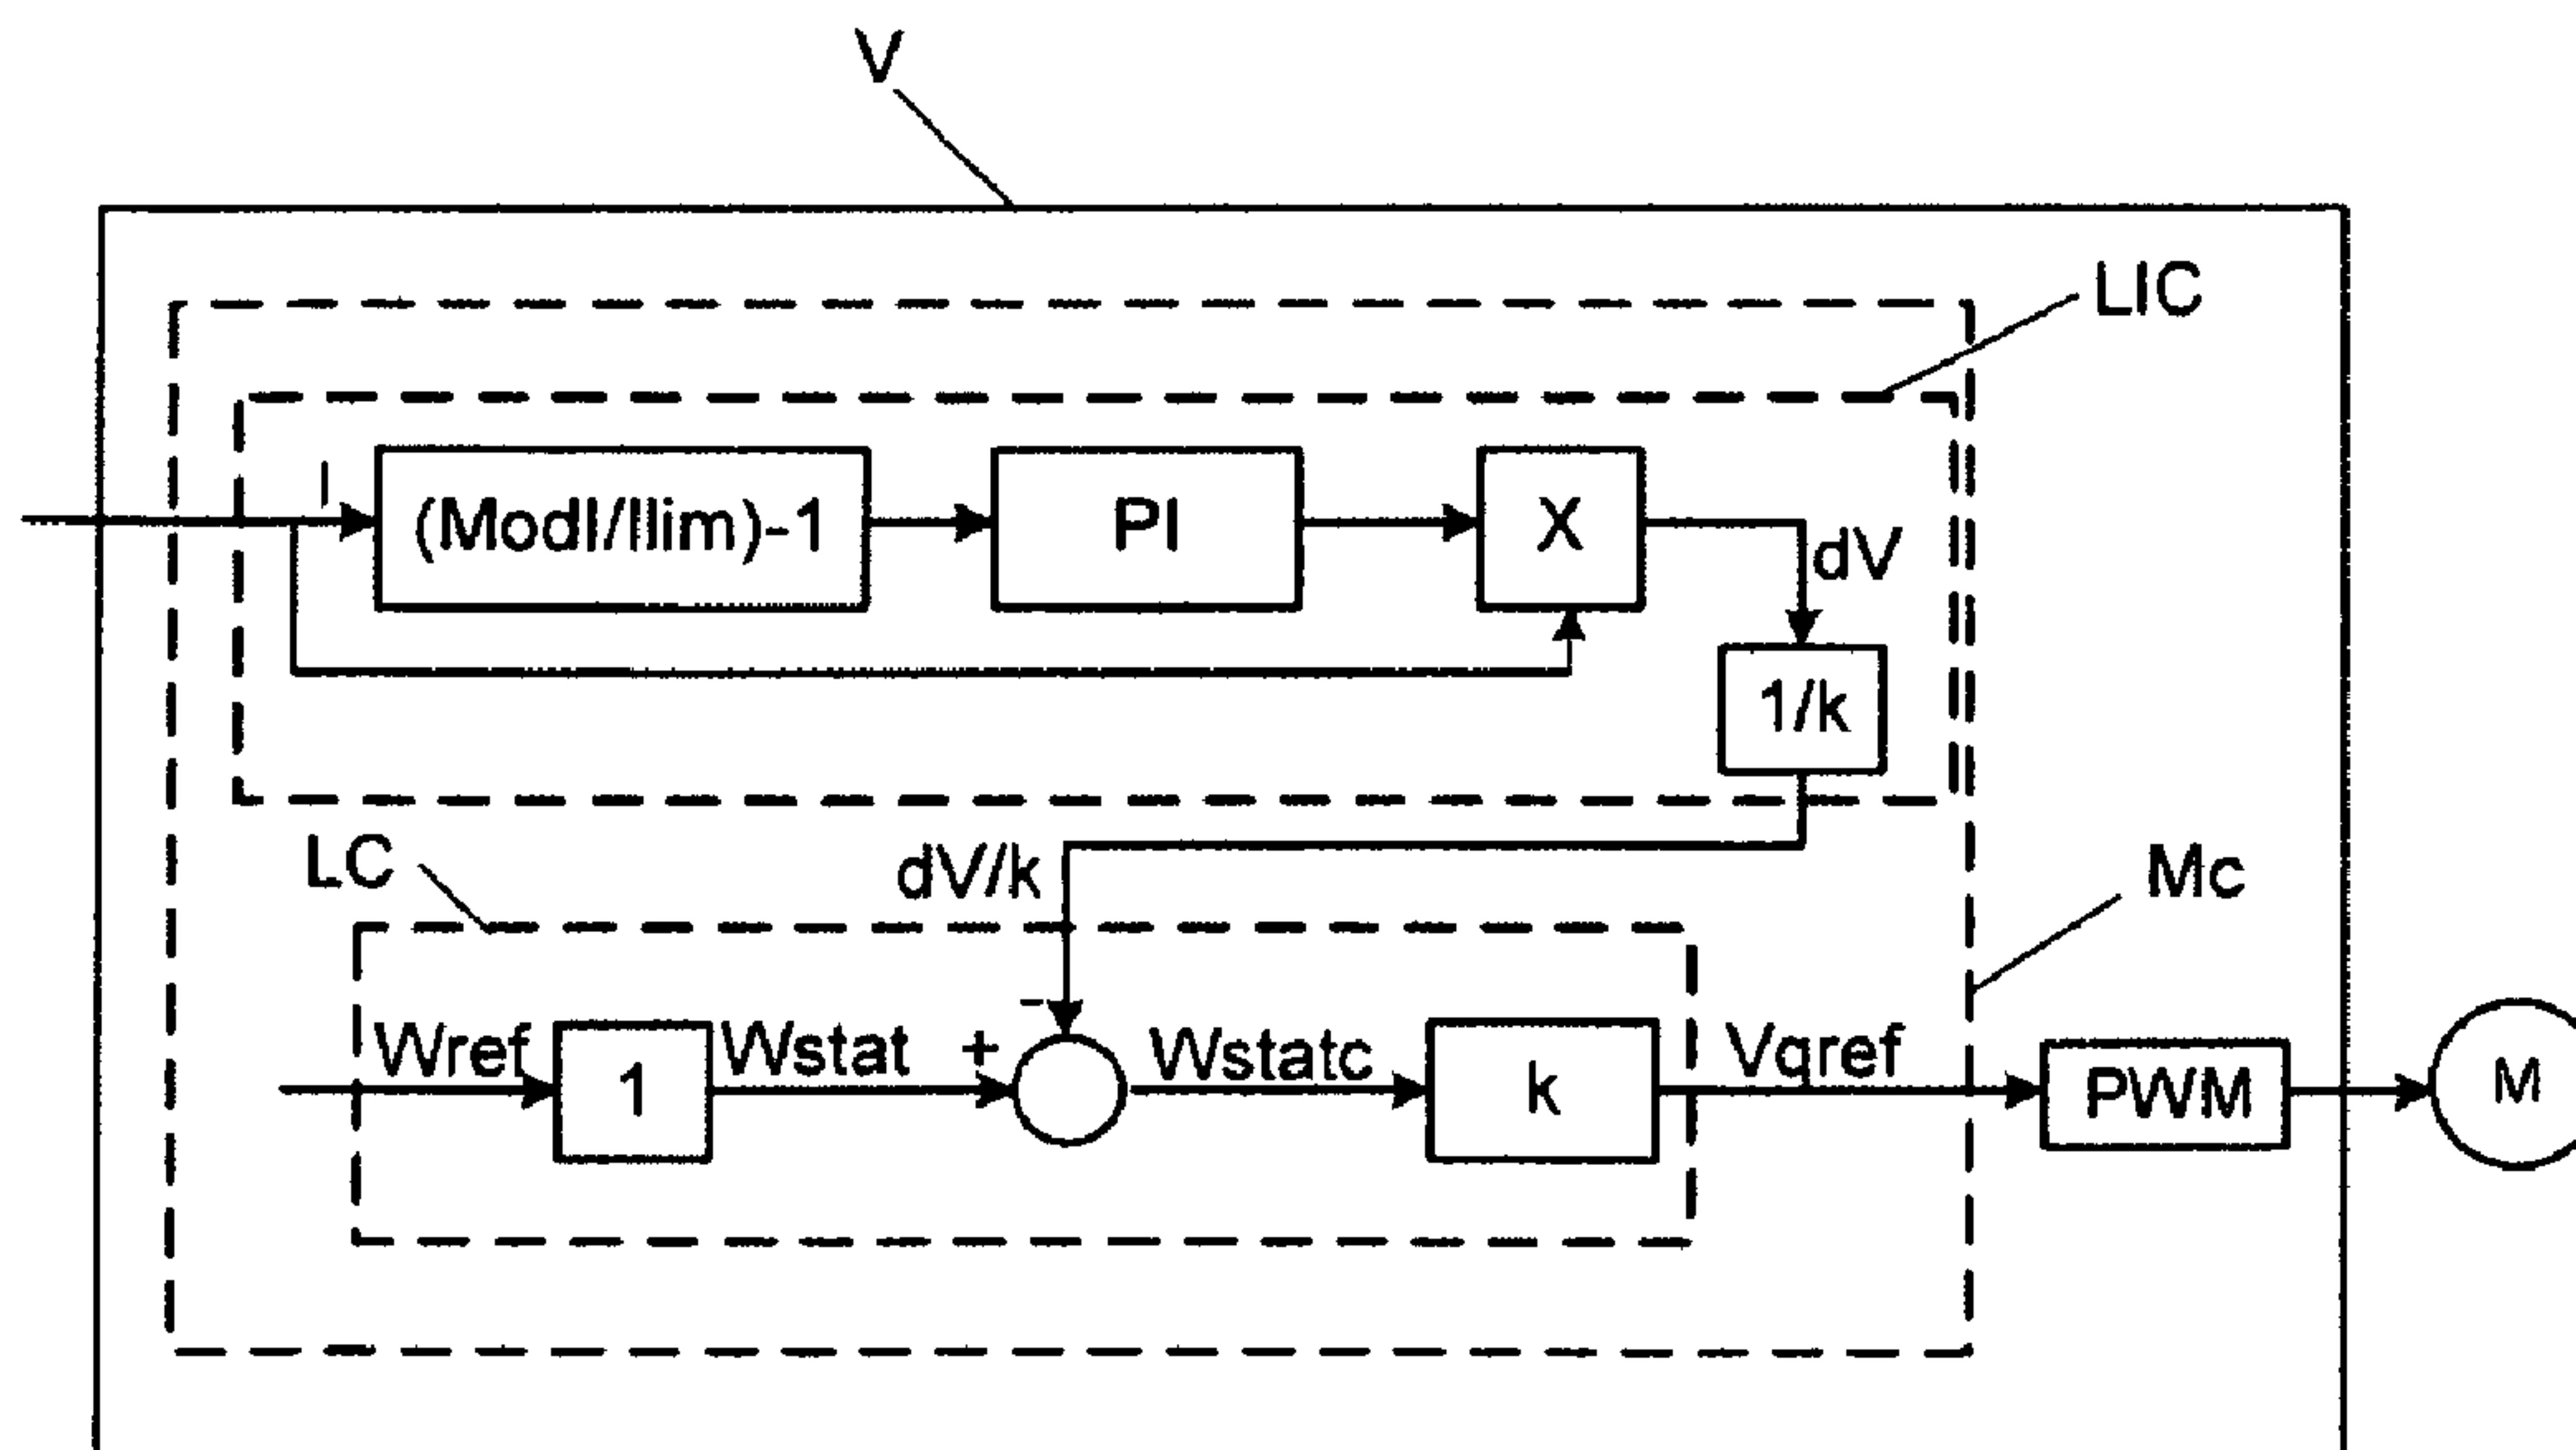 V
LIC
I
(ModI/Ilim)-1
PI
X
dV
1/k
LC
dV/k
Mc
-
Wref
1
Wstat
+
Wstatc
k
Vqref
PWM
M